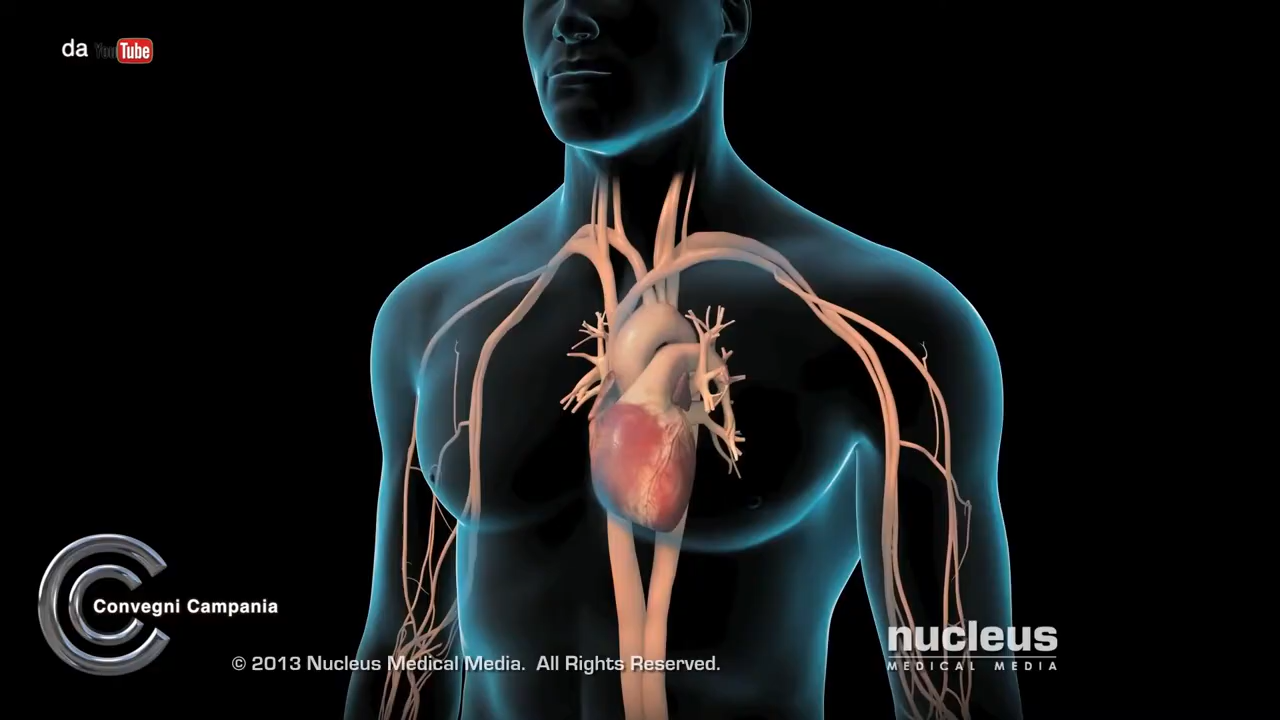 da YouTube
Convegni Campania
© 2013 Nucleus Medical Media. All Rights Reserved.
nucleus
MEDICAL MEDIA